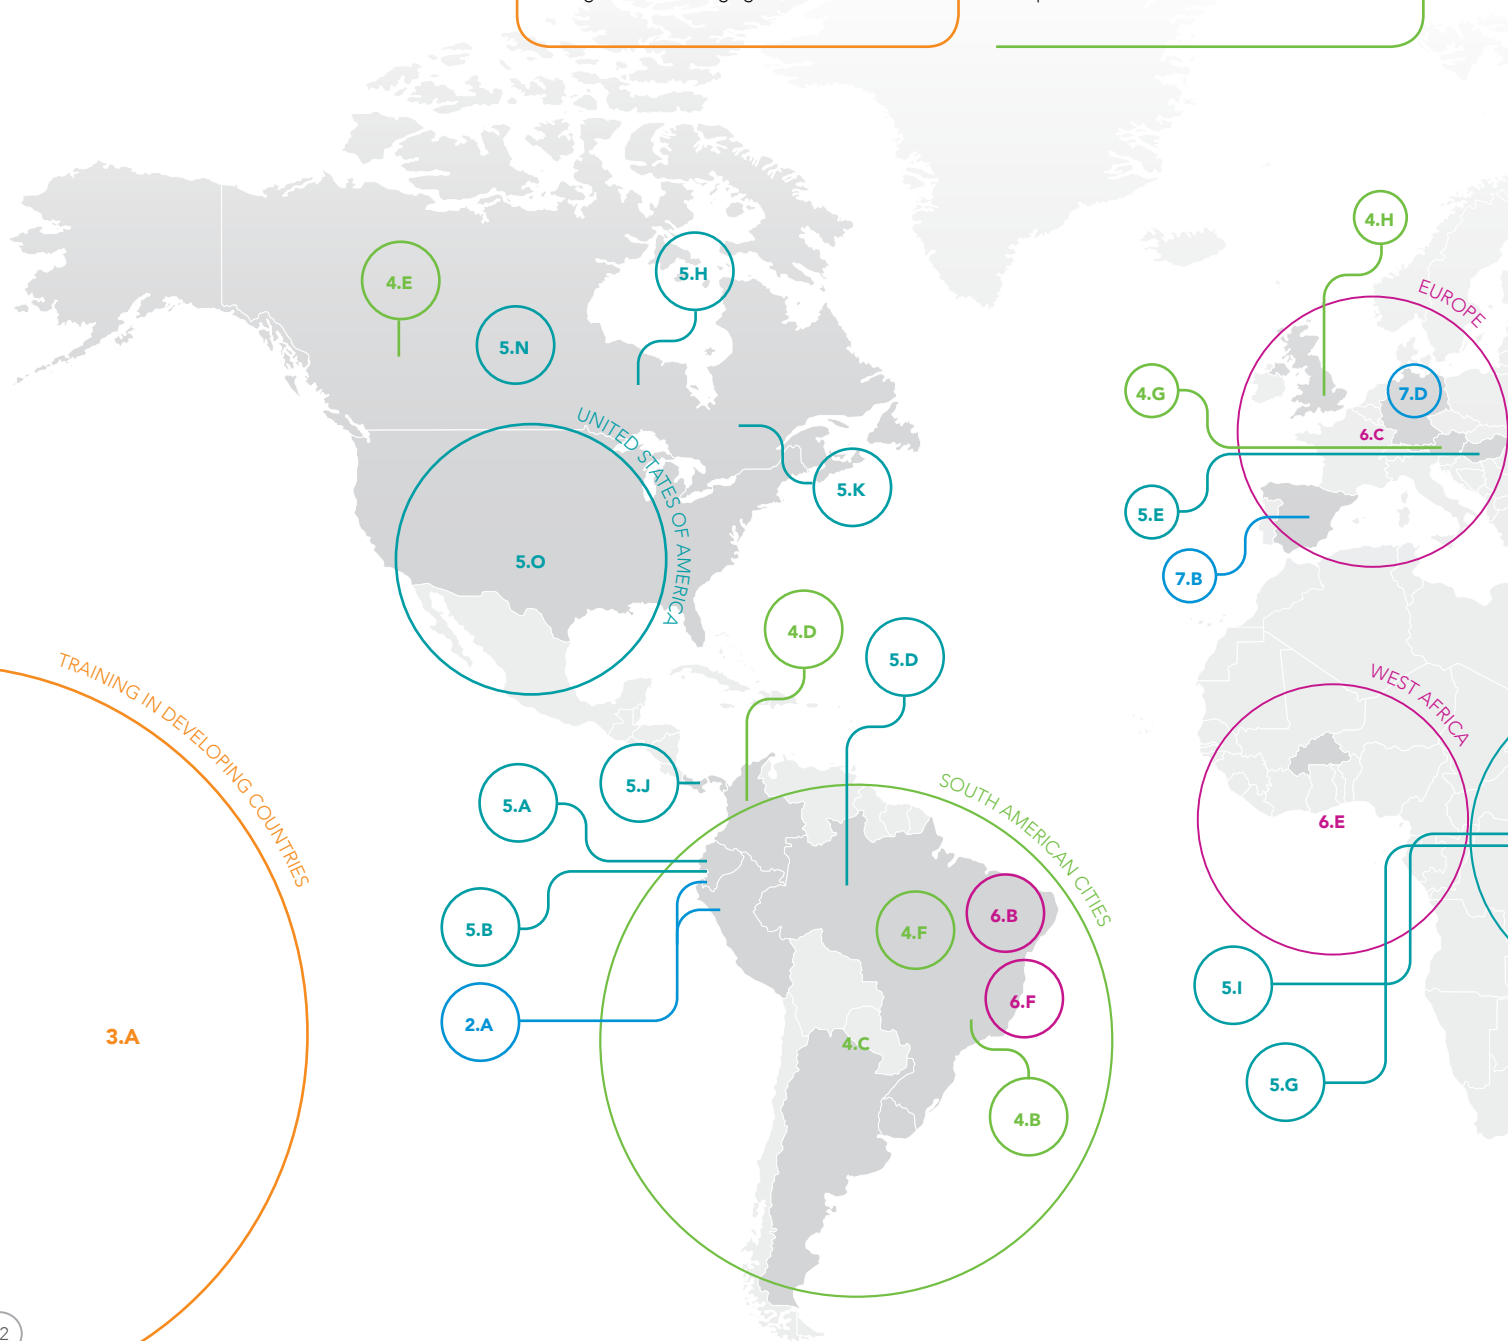 4.H
EUROPE
4.E
5.H
5.N
4.G
7.D
6.C
UNITED STATES OF AMERICA
5.K
5.E
5.O
7.B
4.D
5.D
TRAINING IN DEVELOPING COUNTRIES
WEST AFRICA
5.J
5.A
SOUTH AMERICAN CITIES
6.E
5.B
4.F
6.B
5.I
6.F
2.A
3.A
4.C
5.G
4.B
2